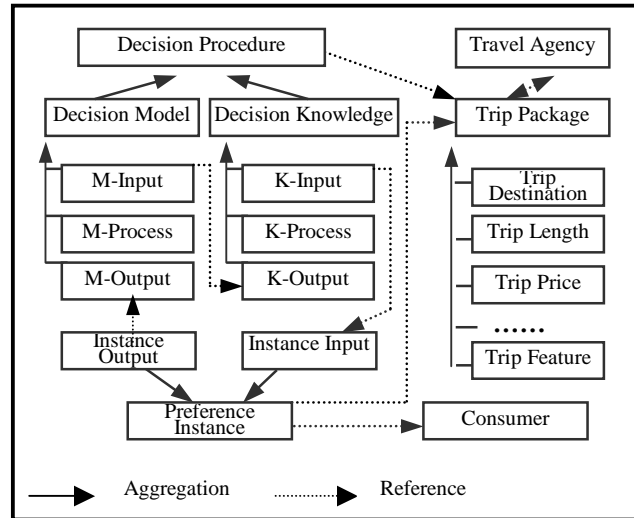 Decision Procedure
Travel Agency
Decision Model
Decision Knowledge
Trip Package
M-Input
K-Input
Trip
Destination
M-Process
K-Process
Trip Length
M-Output
K-Output
Trip Price
......
Instance
Output
Instance Input
Trip Feature
Preference
Instance
Consumer
Aggregation
Reference